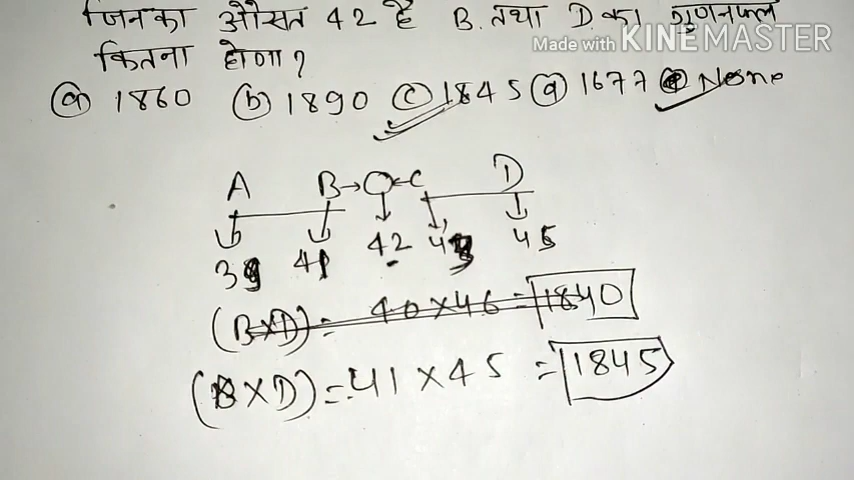 जिनका औसत 42 है B. तथा D. का गुणनफल
Made with KINEMASTER
कितना होगा ?
(a) 1860 (b) 1890 (c) 1845 (d) 1677 (e) None
A B→ ←C D
39 41 42 43 45
(B×D) = 40×46 = 1840
(B×D) = 41×45 = 1845